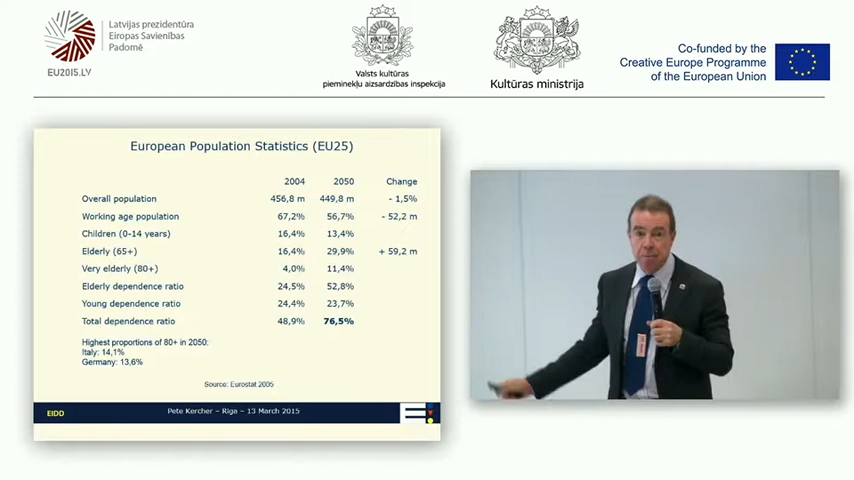 Latvijas prezidentūra
Eiropas Savienības
Padomē
EU2015.LV
Valsts kultūras
pieminekļu aizsardzības inspekcija
Kultūras ministrija
Co-funded by the
Creative Europe Programme
of the European Union
European Population Statistics (EU25)
2004 2050 Change
Overall population 456,8 m 449,8 m - 1,5%
Working age population 67,2% 56,7% - 52,2 m
Children (0-14 years) 16,4% 13,4%
Elderly (65+) 16,4% 29,9% + 59,2 m
Very elderly (80+) 4,0% 11,4%
Elderly dependence ratio 24,5% 52,8%
Young dependence ratio 24,4% 23,7%
Total dependence ratio 48,9% 76,5%
Highest proportions of 80+ in 2050:
Italy: 14,1%
Germany: 13,6%
Source: Eurostat 2005
EIDD
Pete Kercher – Riga – 13 March 2015